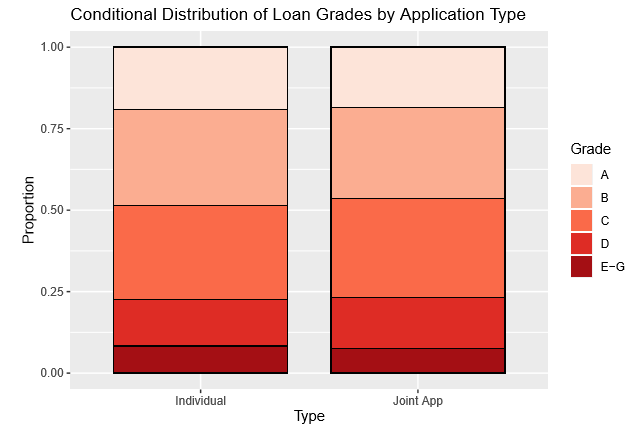 Conditional Distribution of Loan Grades by Application Type
1.00
0.75
0.50
0.25
0.00
Proportion
Individual
Joint App
Type
Grade
A
B
C
D
E−G